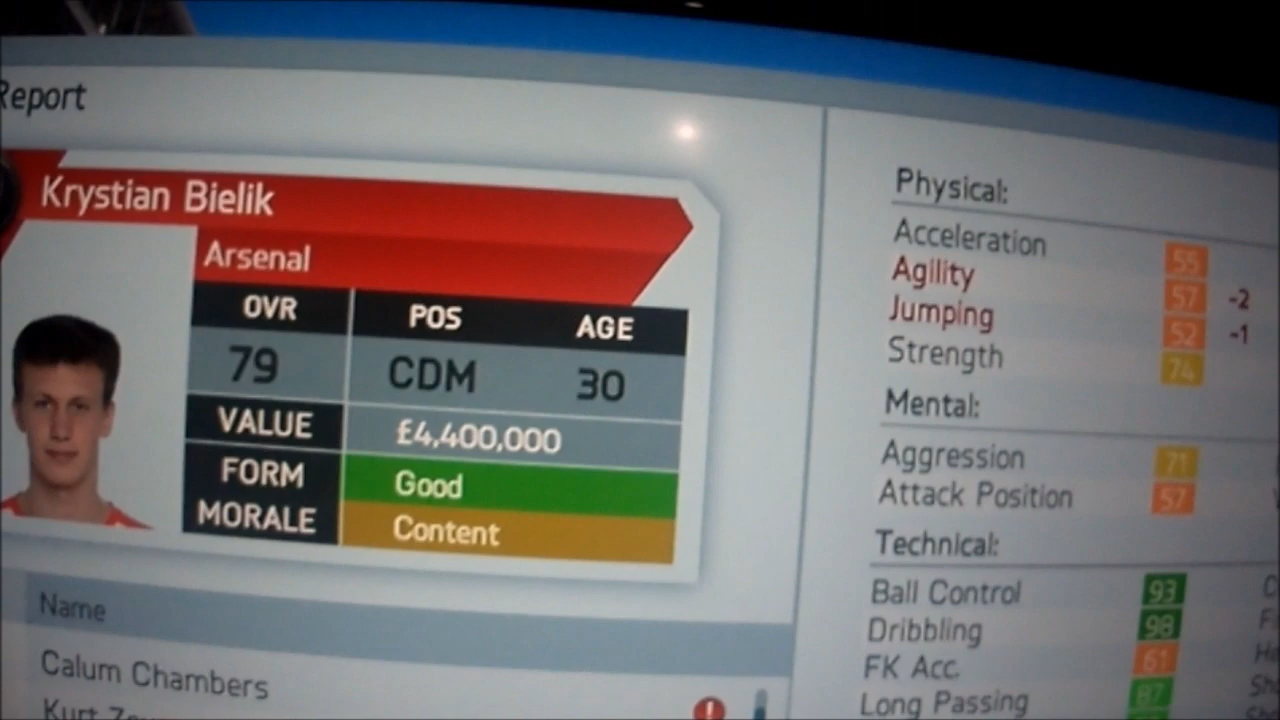 Report
Krystian Bielik
Arsenal
OVR POS AGE
79 CDM 30
VALUE £4,400,000
FORM Good
MORALE Content
Name
Calum Chambers
Kurt
Physical:
Acceleration 55
Agility 57 -2
Jumping 52 -1
Strength 74
Mental:
Aggression 71
Attack Position 57
Technical:
Ball Control 93
Dribbling 98
FK Acc. 61
Long Passing 87